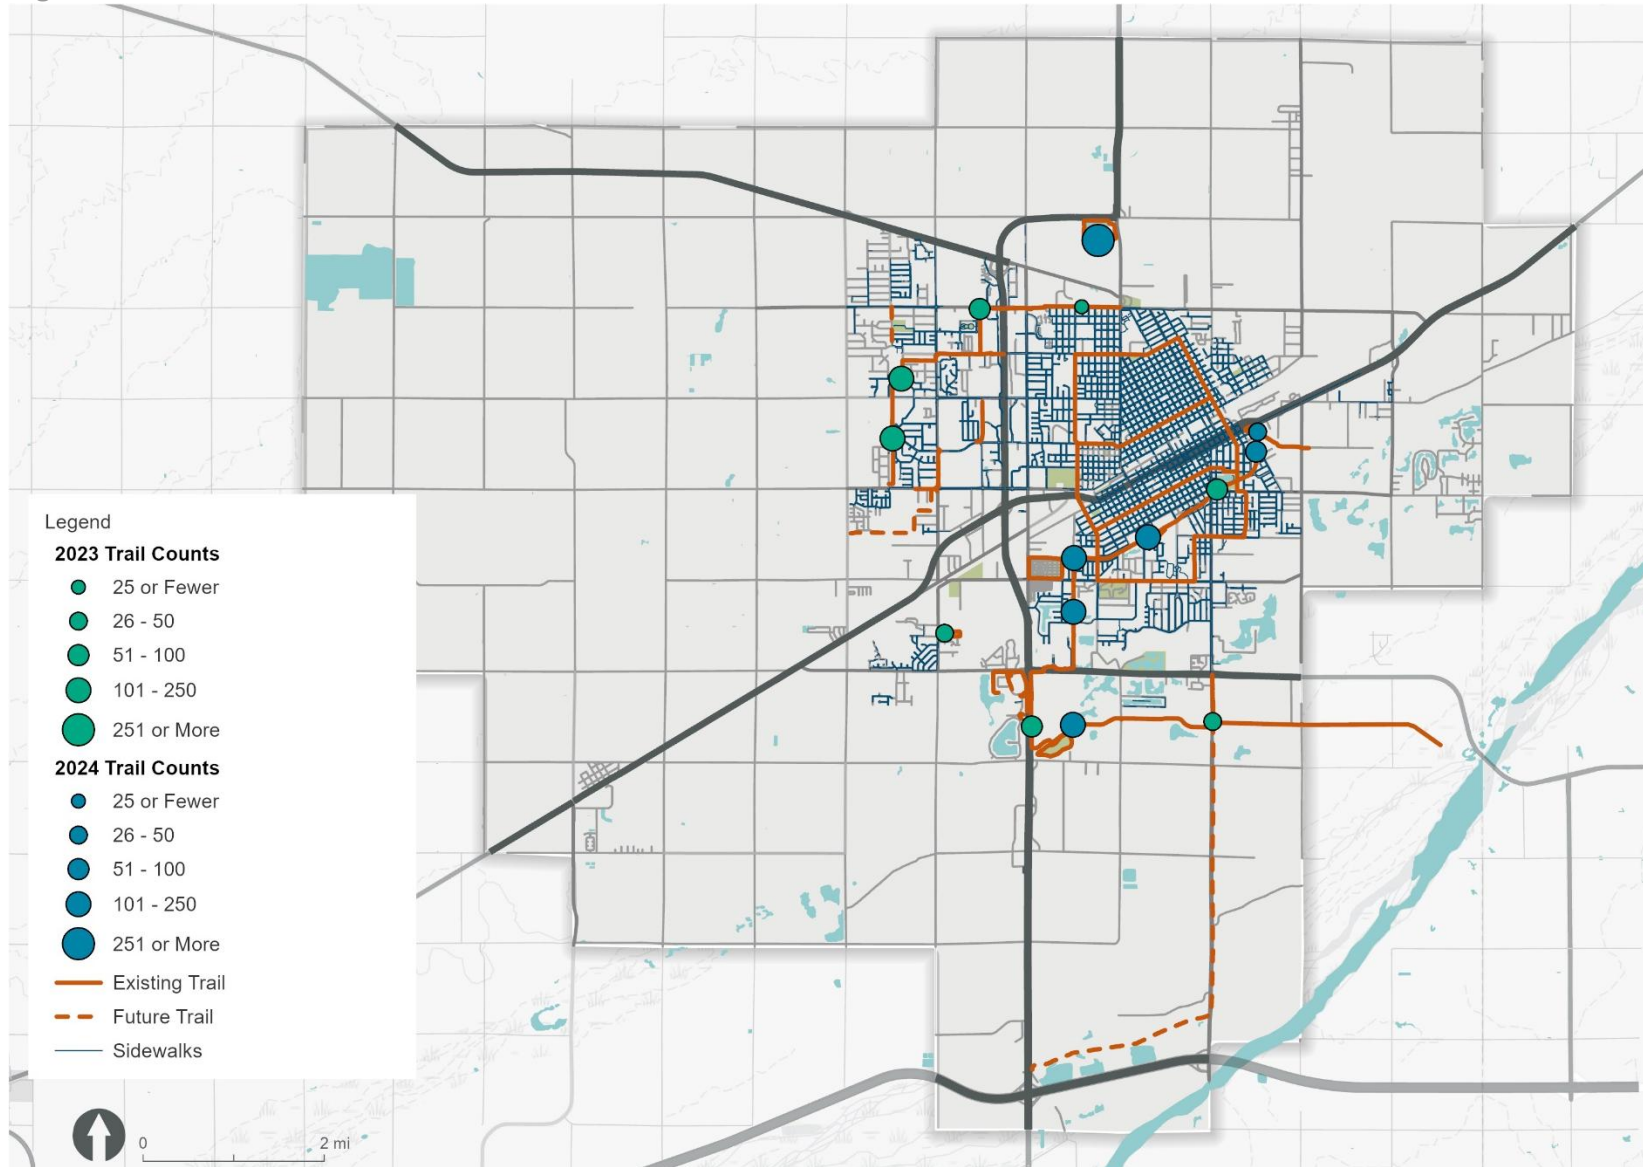 Legend
2023 Trail Counts
25 or Fewer
26 - 50
51 - 100
101 - 250
251 or More
2024 Trail Counts
25 or Fewer
26 - 50
51 - 100
101 - 250
251 or More
Existing Trail
Future Trail
Sidewalks
0 2 mi